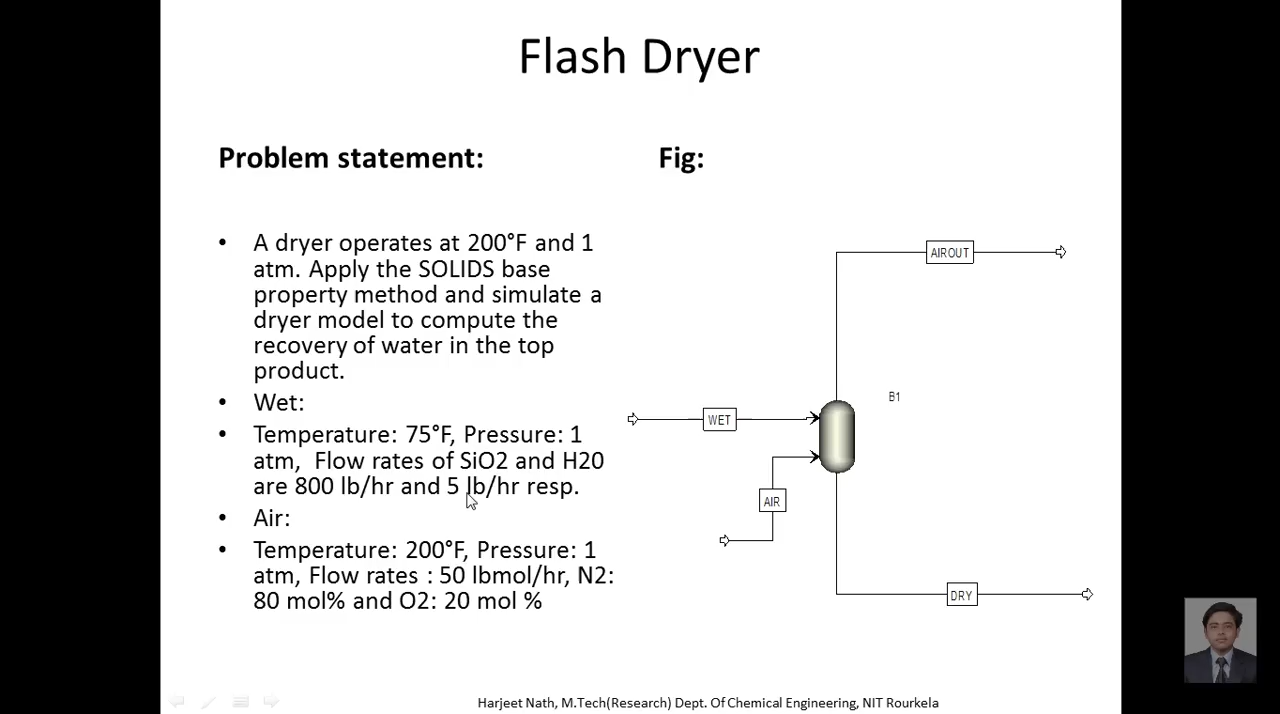 Flash Dryer
Problem statement:
• A dryer operates at 200°F and 1
atm. Apply the SOLIDS base
property method and simulate a
dryer model to compute the
recovery of water in the top
product.
• Wet:
• Temperature: 75°F, Pressure: 1
atm,  Flow rates of SiO2 and H20
are 800 lb/hr and 5 lb/hr resp.
• Air:
• Temperature: 200°F, Pressure: 1
atm, Flow rates : 50 lbmol/hr, N2:
80 mol% and O2: 20 mol %
Fig:
AIROUT
B1
WET
AIR
DRY
Harjeet Nath, M.Tech(Research) Dept. Of Chemical Engineering, NIT Rourkela